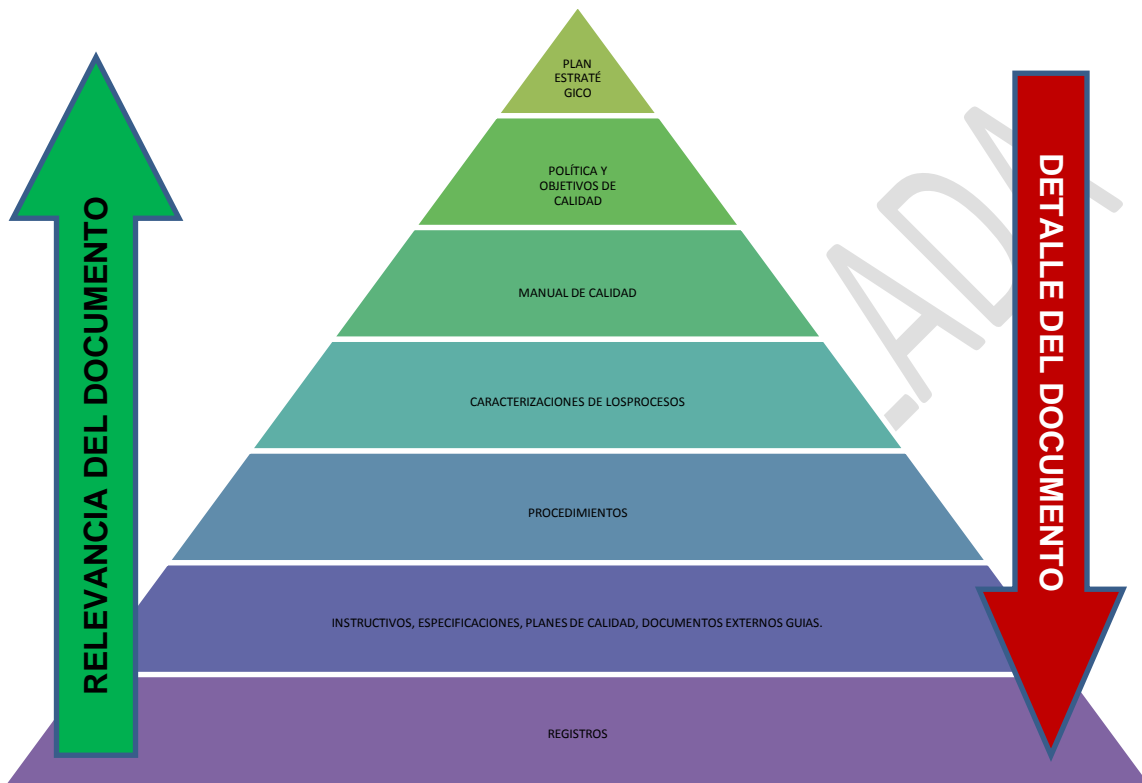 PLAN
ESTRATÉ
GICO
POLÍTICA Y
OBJETIVOS DE
CALIDAD
MANUAL DE CALIDAD
CARACTERIZACIONES DE LOSPROCESOS
PROCEDIMIENTOS
INSTRUCTIVOS, ESPECIFICACIONES, PLANES DE CALIDAD, DOCUMENTOS EXTERNOS GUIAS.
REGISTROS
RELEVANCIA DEL DOCUMENTO
DETALLE DEL DOCUMENTO